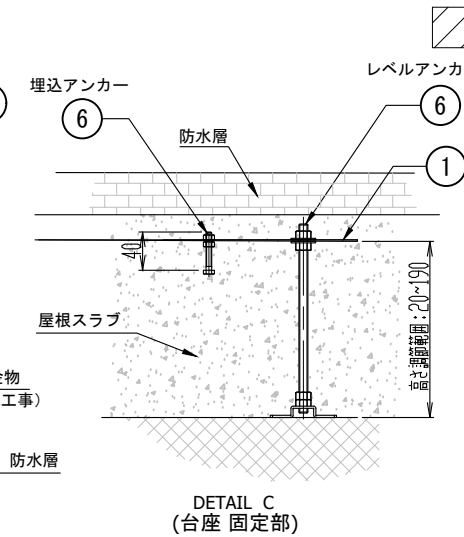 埋込アンカー
6
レベルアンカ
6
防水層
1
40
屋根スラブ
高さ調節範囲:20~190
金物
工事)
防水層
DETAIL C
(台座 固定部)